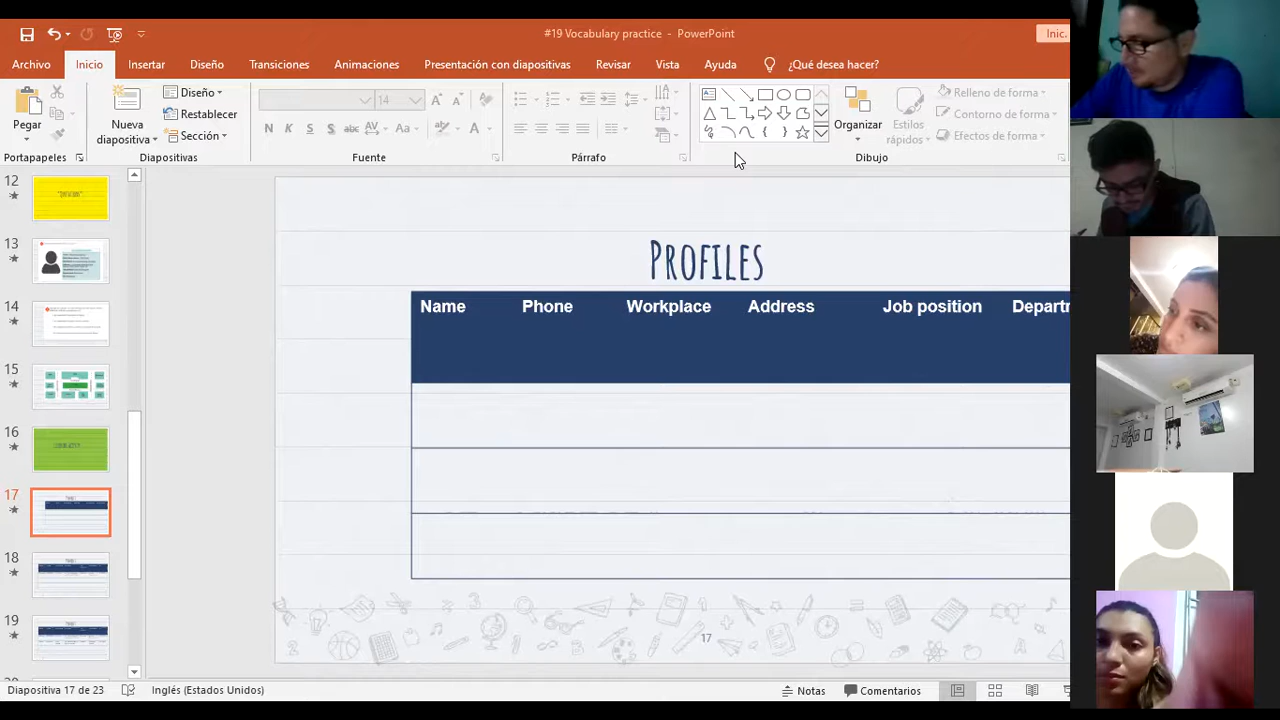 #19 Vocabulary practice - PowerPoint
Inic.
Archivo Inicio Insertar Diseño Transiciones Animaciones Presentación con diapositivas Revisar Vista Ayuda ¿Qué desea hacer?
Pegar
Nueva diapositiva
Diseño
Restablecer
Sección
14
N K S abc AV Aa A
Organizar
Estilos rápidos
Relleno de forma
Contorno de forma
Efectos de forma
Portapapeles Diapositivas Fuente Párrafo Dibujo
12
13
14
15
16
17
18
19
PROFILES
Name Phone Workplace Address Job position Departm
17
Diapositiva 17 de 23 Inglés (Estados Unidos) Notas Comentarios